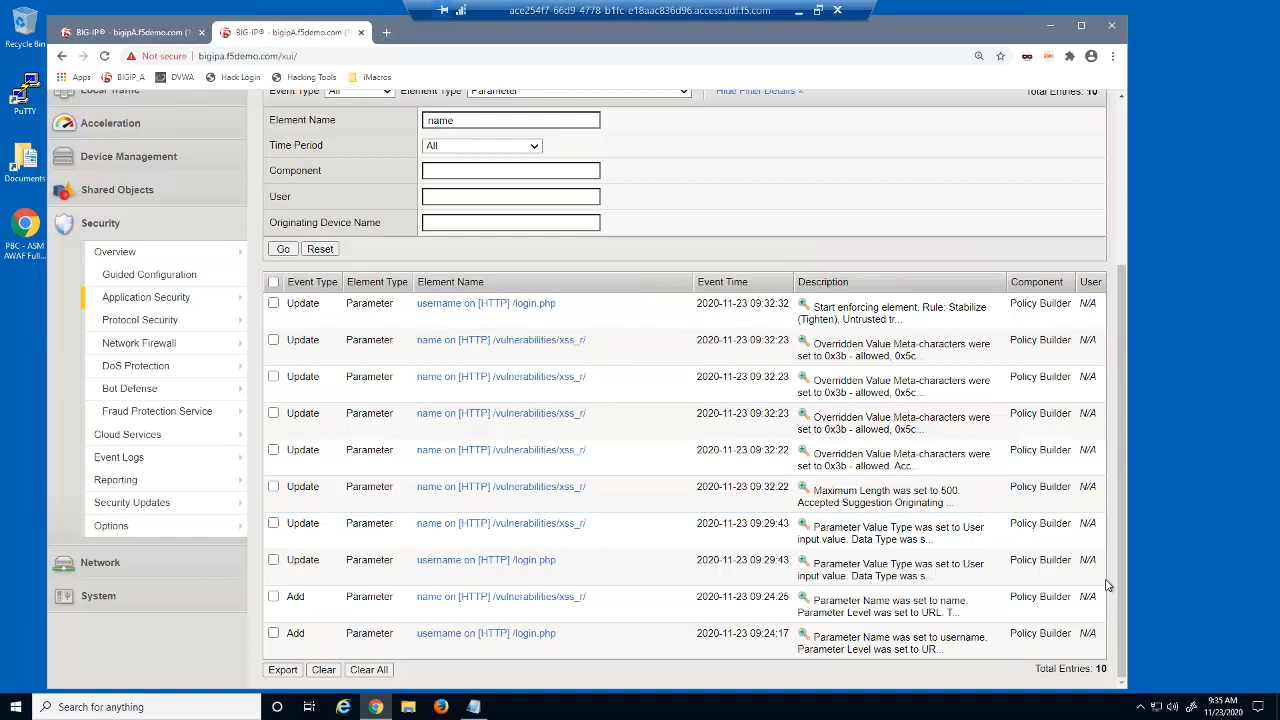 ace254f7-66d9-4778-b1fc-e18aac836d96.access.udf.f5.com
Recycle Bin
PuTTY
Documents
PBC - ASM
AWAF Full...
BIG-IP® - bigipA.f5demo.com (1
BIG-IP® - bigipA.f5demo.com (1
Not secure
bigipa.f5demo.com/xui/
Apps
BIGIP_A
DVWA
Hack Login
Hacking Tools
iMacros
Local Traffic
Acceleration
Device Management
Shared Objects
Security
Overview
Guided Configuration
Application Security
Protocol Security
Network Firewall
DoS Protection
Bot Defense
Fraud Protection Service
Cloud Services
Event Logs
Reporting
Security Updates
Options
Network
System
Event Type All Element Type Parameter Hide Filter Details Total Entries: 10
Element Name name
Time Period All
Component
User
Originating Device Name
Go Reset
Event Type Element Type Element Name Event Time Description Component User
Update Parameter username on [HTTP] /login.php 2020-11-23 09:32:32 Start enforcing element. Rule: Stabilize Policy Builder N/A
(Tighten), Untrusted tr...
Update Parameter name on [HTTP] /vulnerabilities/xss_r/ 2020-11-23 09:32:23 Overridden Value Meta-characters were Policy Builder N/A
set to 0x3b - allowed, 0x5c...
Update Parameter name on [HTTP] /vulnerabilities/xss_r/ 2020-11-23 09:32:23 Overridden Value Meta-characters were Policy Builder N/A
set to 0x3b - allowed, 0x5c...
Update Parameter name on [HTTP] /vulnerabilities/xss_r/ 2020-11-23 09:32:23 Overridden Value Meta-characters were Policy Builder N/A
set to 0x3b - allowed, 0x5c...
Update Parameter name on [HTTP] /vulnerabilities/xss_r/ 2020-11-23 09:32:22 Overridden Value Meta-characters were Policy Builder N/A
set to 0x3b - allowed. Acc...
Update Parameter name on [HTTP] /vulnerabilities/xss_r/ 2020-11-23 09:32:22 Maximum Length was set to 500. Policy Builder N/A
Accepted Suggestion Originating ...
Update Parameter name on [HTTP] /vulnerabilities/xss_r/ 2020-11-23 09:29:43 Parameter Value Type was set to User Policy Builder N/A
input value. Data Type was s...
Update Parameter username on [HTTP] /login.php 2020-11-23 09:29:43 Parameter Value Type was set to User Policy Builder N/A
input value. Data Type was s...
Add Parameter name on [HTTP] /vulnerabilities/xss_r/ 2020-11-23 09:24:25 Parameter Name was set to name. Policy Builder N/A
Parameter Level was set to URL. T...
Add Parameter username on [HTTP] /login.php 2020-11-23 09:24:17 Parameter Name was set to username. Policy Builder N/A
Parameter Level was set to UR...
Export Clear Clear All Total Entries: 10
Search for anything
9:35 AM
11/23/2020